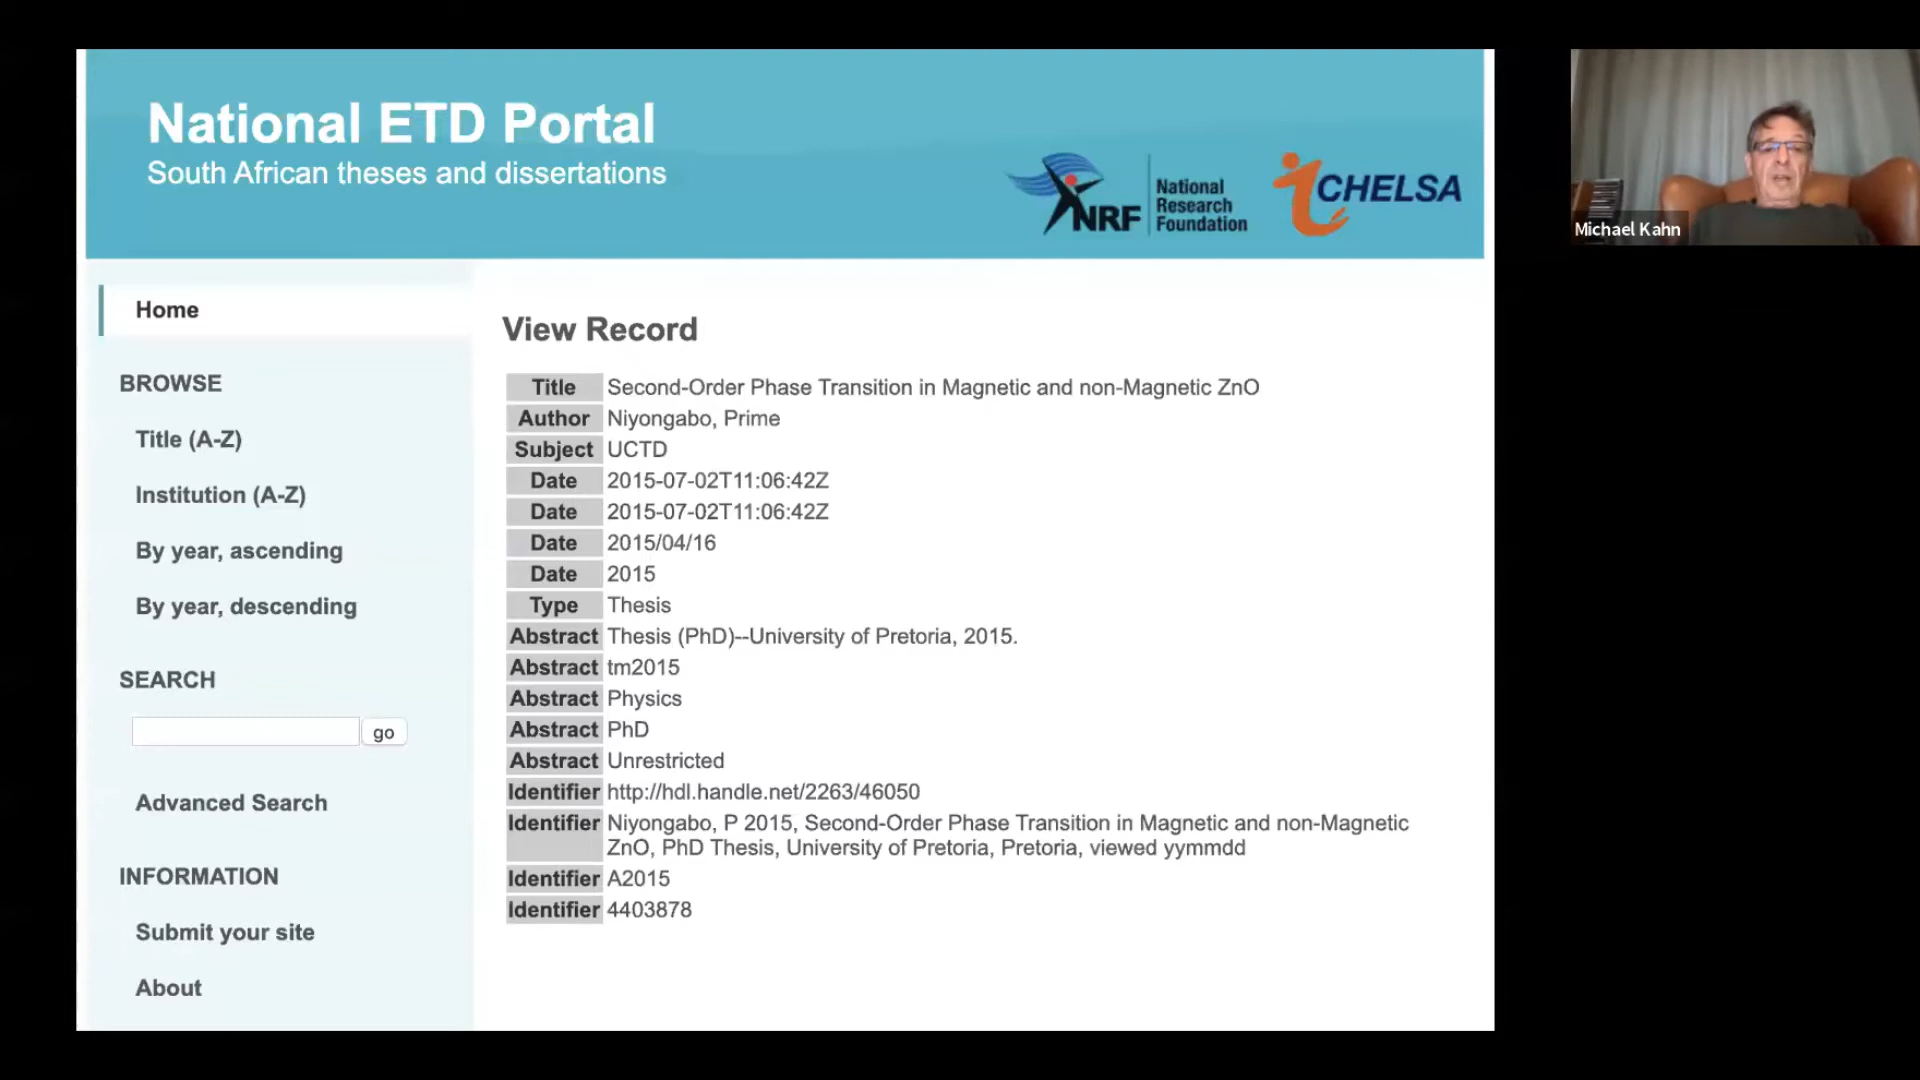 National ETD Portal
South African theses and dissertations
NRF
National
Research
Foundation
CHELSA
Michael Kahn
Home
BROWSE
Title (A-Z)
Institution (A-Z)
By year, ascending
By year, descending
SEARCH
go
Advanced Search
INFORMATION
Submit your site
About
View Record
Title Second-Order Phase Transition in Magnetic and non-Magnetic ZnO
Author Niyongabo, Prime
Subject UCTD
Date 2015-07-02T11:06:42Z
Date 2015-07-02T11:06:42Z
Date 2015/04/16
Date 2015
Type Thesis
Abstract Thesis (PhD)--University of Pretoria, 2015.
Abstract tm2015
Abstract Physics
Abstract PhD
Abstract Unrestricted
Identifier http://hdl.handle.net/2263/46050
Identifier Niyongabo, P 2015, Second-Order Phase Transition in Magnetic and non-Magnetic
ZnO, PhD Thesis, University of Pretoria, Pretoria, viewed yymmdd
Identifier A2015
Identifier 4403878